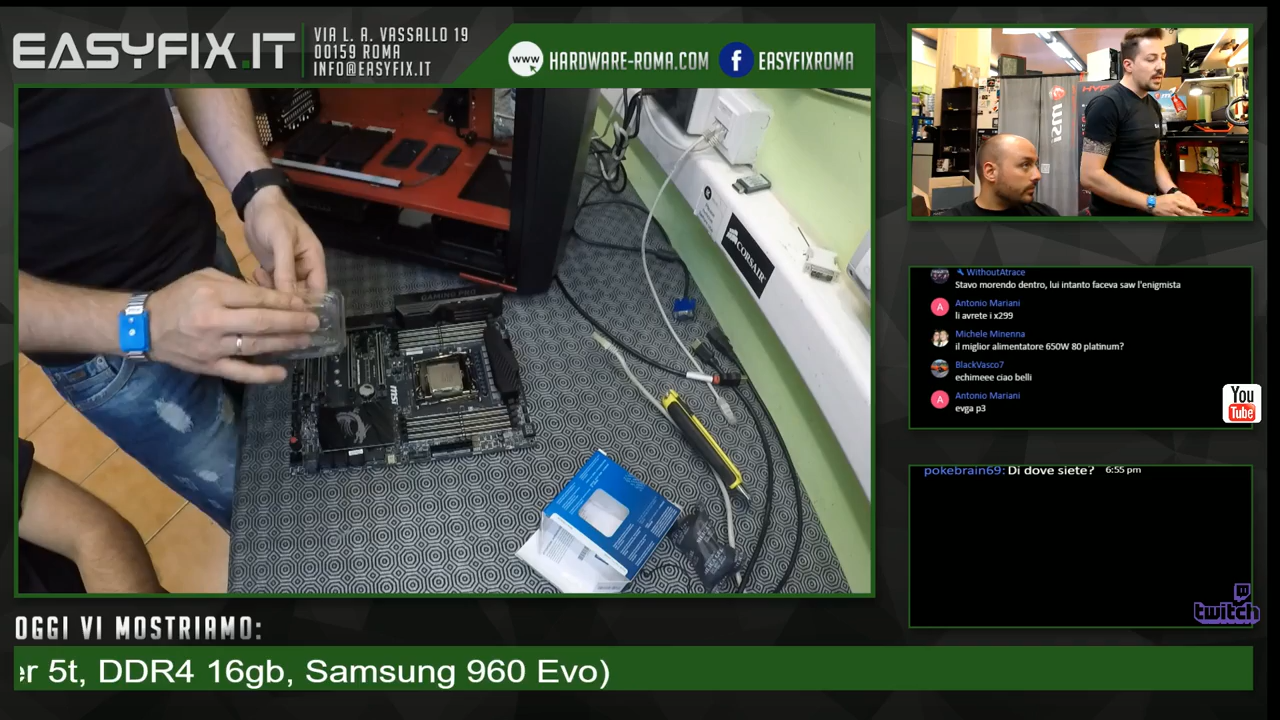 EASYFIX.IT
VIA L. A. VASSALLO 19
00159 ROMA
INFO@EASYFIX.IT
WWW
HARDWARE-ROMA.COM
f
EASYFIXROMA
msi
GAMING PRO
CORSAIR
msi
WithoutAtrace
Stavo morendo dentro, lui intanto faceva saw l'enigmista
A
Antonio Mariani
li avrete i x299
Michele Minenna
il miglior alimentatore 650W 80 platinum?
BlackVasco7
echimeee ciao belli
A
Antonio Mariani
evga p3
You
Tube
pokebrain69: Di dove siete? 6:55 pm
twitch
OGGI VI MOSTRIAMO:
er 5t, DDR4 16gb, Samsung 960 Evo)